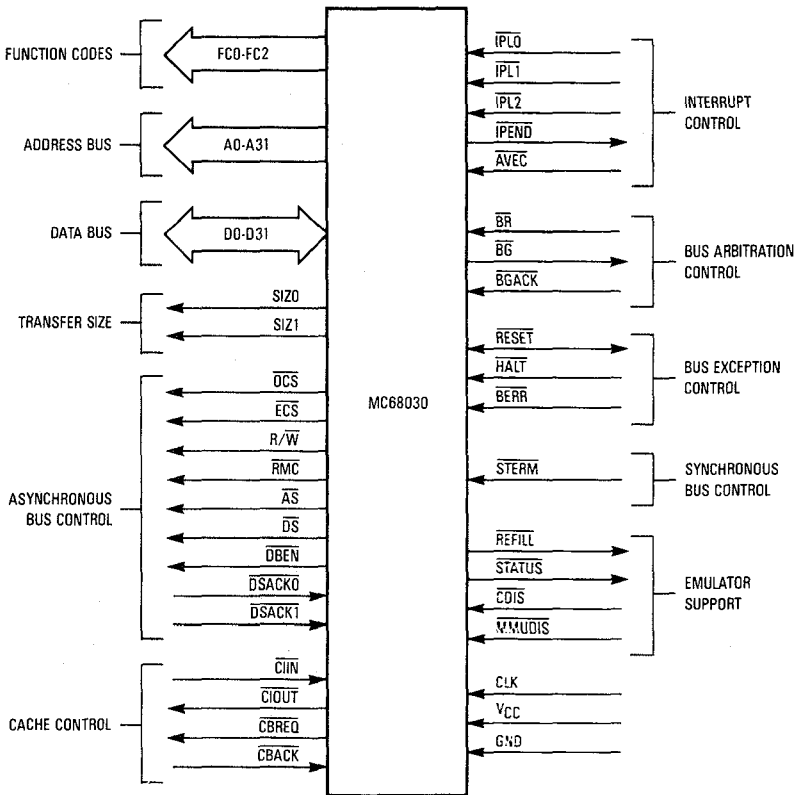 FUNCTION CODES
FC0-FC2
ADDRESS BUS
A0-A31
DATA BUS
D0-D31
TRANSFER SIZE
SIZ0
SIZ1
ASYNCHRONOUS
BUS CONTROL
OCS
ECS
R/W
RMC
AS
DS
DBEN
DSACK0
DSACK1
CACHE CONTROL
CIIN
CIOUT
CBREQ
CBACK
MC68030
IPL0
IPL1
IPL2
IPEND
AVEC
INTERRUPT
CONTROL
BR
BG
BGACK
BUS ARBITRATION
CONTROL
RESET
HALT
BERR
BUS EXCEPTION
CONTROL
STERM
SYNCHRONOUS
BUS CONTROL
REFILL
STATUS
CDIS
MMUDIS
EMULATOR
SUPPORT
CLK
VCC
GND